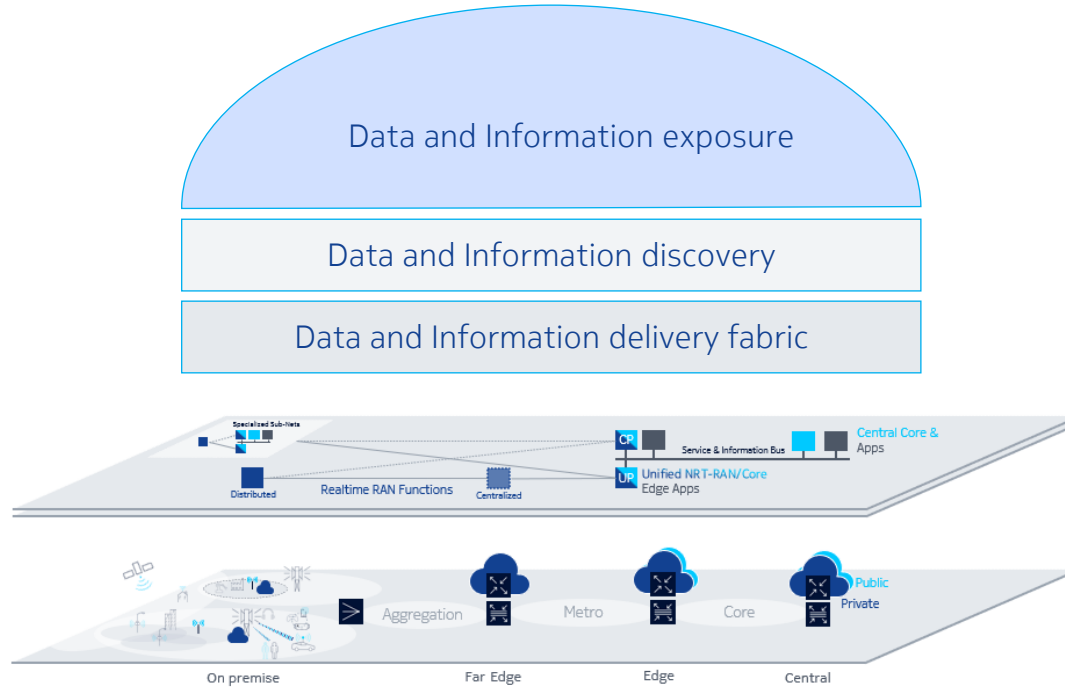 Data and Information exposure
Data and Information discovery
Data and Information delivery fabric
Specialized Sub-Nets
CP
Service & Information Bus
Central Core &
Apps
Distributed
Realtime RAN Functions
Centralized
UP
Unified NRT-RAN/Core
Edge Apps
Public
Private
Aggregation
Metro
Core
On premise
Far Edge
Edge
Central